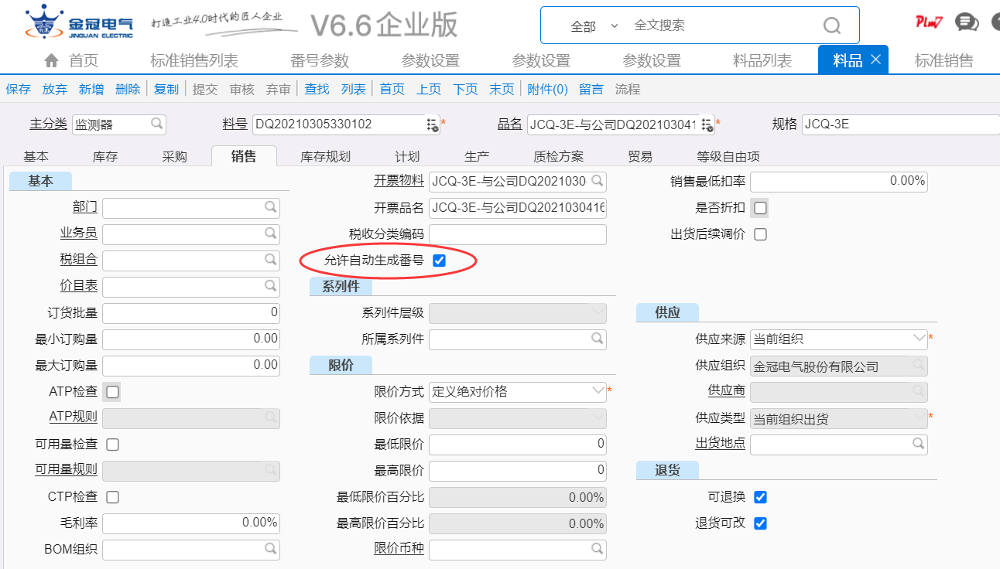 金冠电气
JINGUAN ELECTRIC
打造工业4.0时代的匠人企业
V6.6企业版
全部 全文搜索
Plm7
首页 标准销售列表 番号参数 参数设置 参数设置 参数设置 料品列表 料品 标准销售
保存 放弃 新增 删除 复制 提交 审核 弃审 查找 列表 首页 上页 下页 末页 附件(0) 留言 流程
主分类 监测器 料号 DQ20210305330102 * 品名 JCQ-3E-与公司DQ202103041 * 规格 JCQ-3E
基本 库存 采购 销售 库存规划 计划 生产 质检方案 贸易 等级自由项
基本 开票物料 JCQ-3E-与公司DQ2021030 销售最低扣率 0.00%
部门 开票品名 JCQ-3E-与公司DQ2021030416 是否折扣
业务员 税收分类编码 出货后续调价
税组合 允许自动生成番号
价目表 系列件
订货批量 0 系列件层级 供应
最小订购量 0.00 所属系列件 供应来源 当前组织 *
最大订购量 0.00 限价 供应组织 金冠电气股份有限公司
ATP检查 限价方式 定义绝对价格 * 供应商
ATP规则 限价依据 供应类型 当前组织出货 *
可用量检查 最低限价 0 出货地点
可用量规则 最高限价 0 退货
CTP检查 最低限价百分比 0.00% 可退换
毛利率 0.00% 最高限价百分比 0.00% 退货可改
BOM组织 限价币种